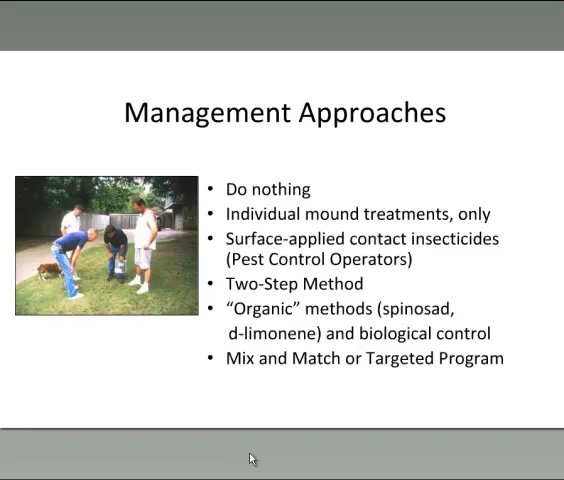 Management Approaches
• Do nothing
• Individual mound treatments, only
• Surface-applied contact insecticides
(Pest Control Operators)
• Two-Step Method
• “Organic” methods (spinosad,
d-limonene) and biological control
• Mix and Match or Targeted Program